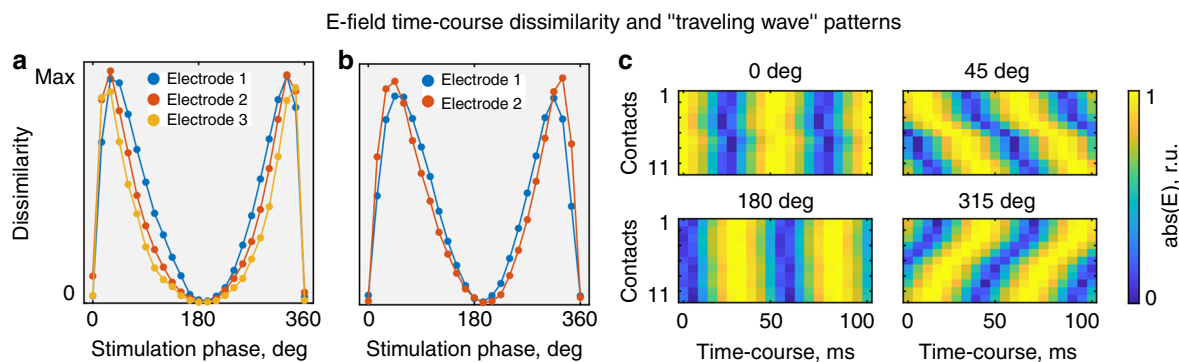 E-field time-course dissimilarity and "traveling wave" patterns
a
Max
0
Dissimilarity
Electrode 1
Electrode 2
Electrode 3
0 180 360
Stimulation phase, deg
b
Electrode 1
Electrode 2
0 180 360
Stimulation phase, deg
c
0 deg
45 deg
1
Contacts
11
180 deg
315 deg
1
Contacts
11
0 50 100
Time-course, ms
0 50 100
Time-course, ms
1
0
abs(E), r.u.